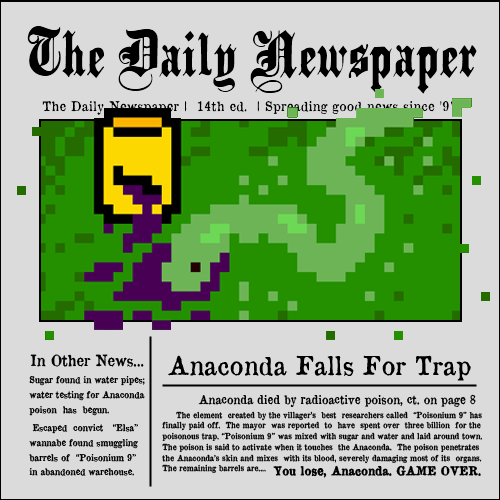 The Daily Newspaper
The Daily Newspaper | 14th ed. | Spreading good news since '9
In Other News...
Sugar found in water pipes;
water testing for Anaconda
poison has begun.
Escaped convict "Elsa"
wannabe found smuggling
barrels of "Poisonium 9"
in abandoned warehouse.
Anaconda Falls For Trap
Anaconda died by radioactive poison, ct. on page 8
The element created by the villager's best researchers called "Poisonium 9" has
finally paid off. The mayor was reported to have spent over three billion for the
poisonous trap. "Poisonium 9" was mixed with sugar and water and laid around town.
The poison is said to activate when it touches the Anaconda. The poison penetrates
the Anaconda's skin and mixes with its blood, severely damaging most of its organs.
The remaining barrels are.... You lose, Anaconda. GAME OVER.